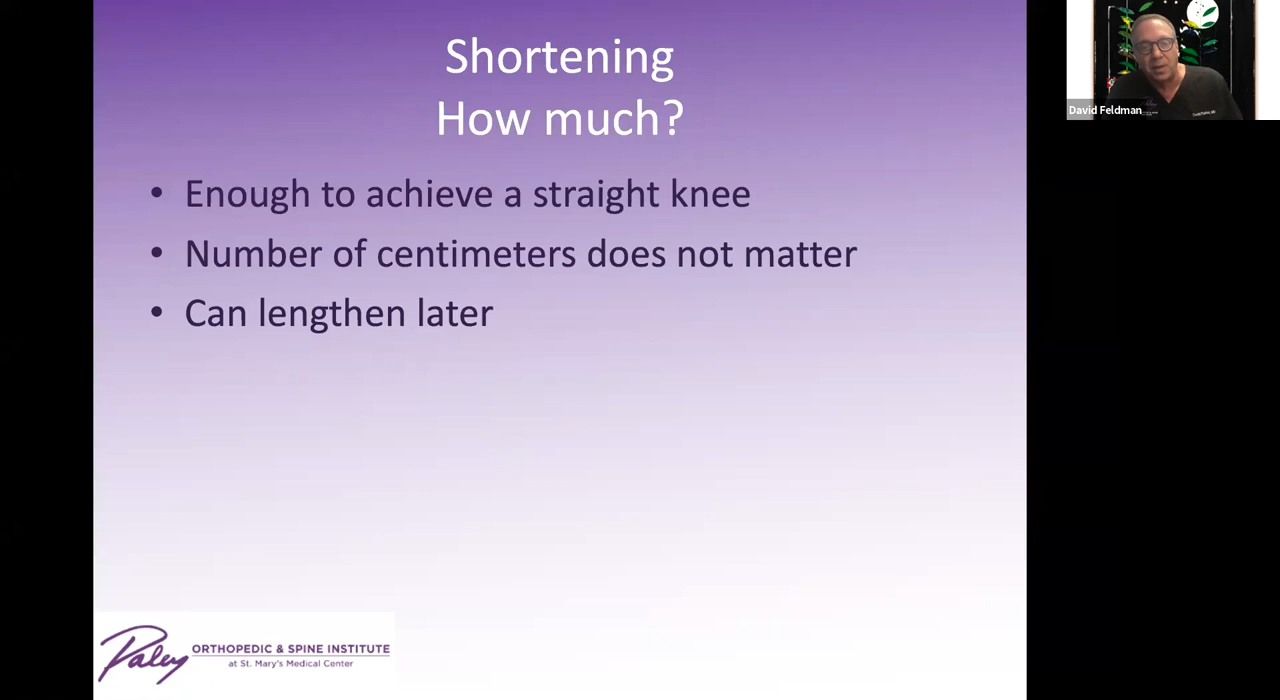 Shortening
How much?
• Enough to achieve a straight knee
• Number of centimeters does not matter
• Can lengthen later
David Feldman
Paley
ORTHOPEDIC & SPINE INSTITUTE
at St. Mary's Medical Center